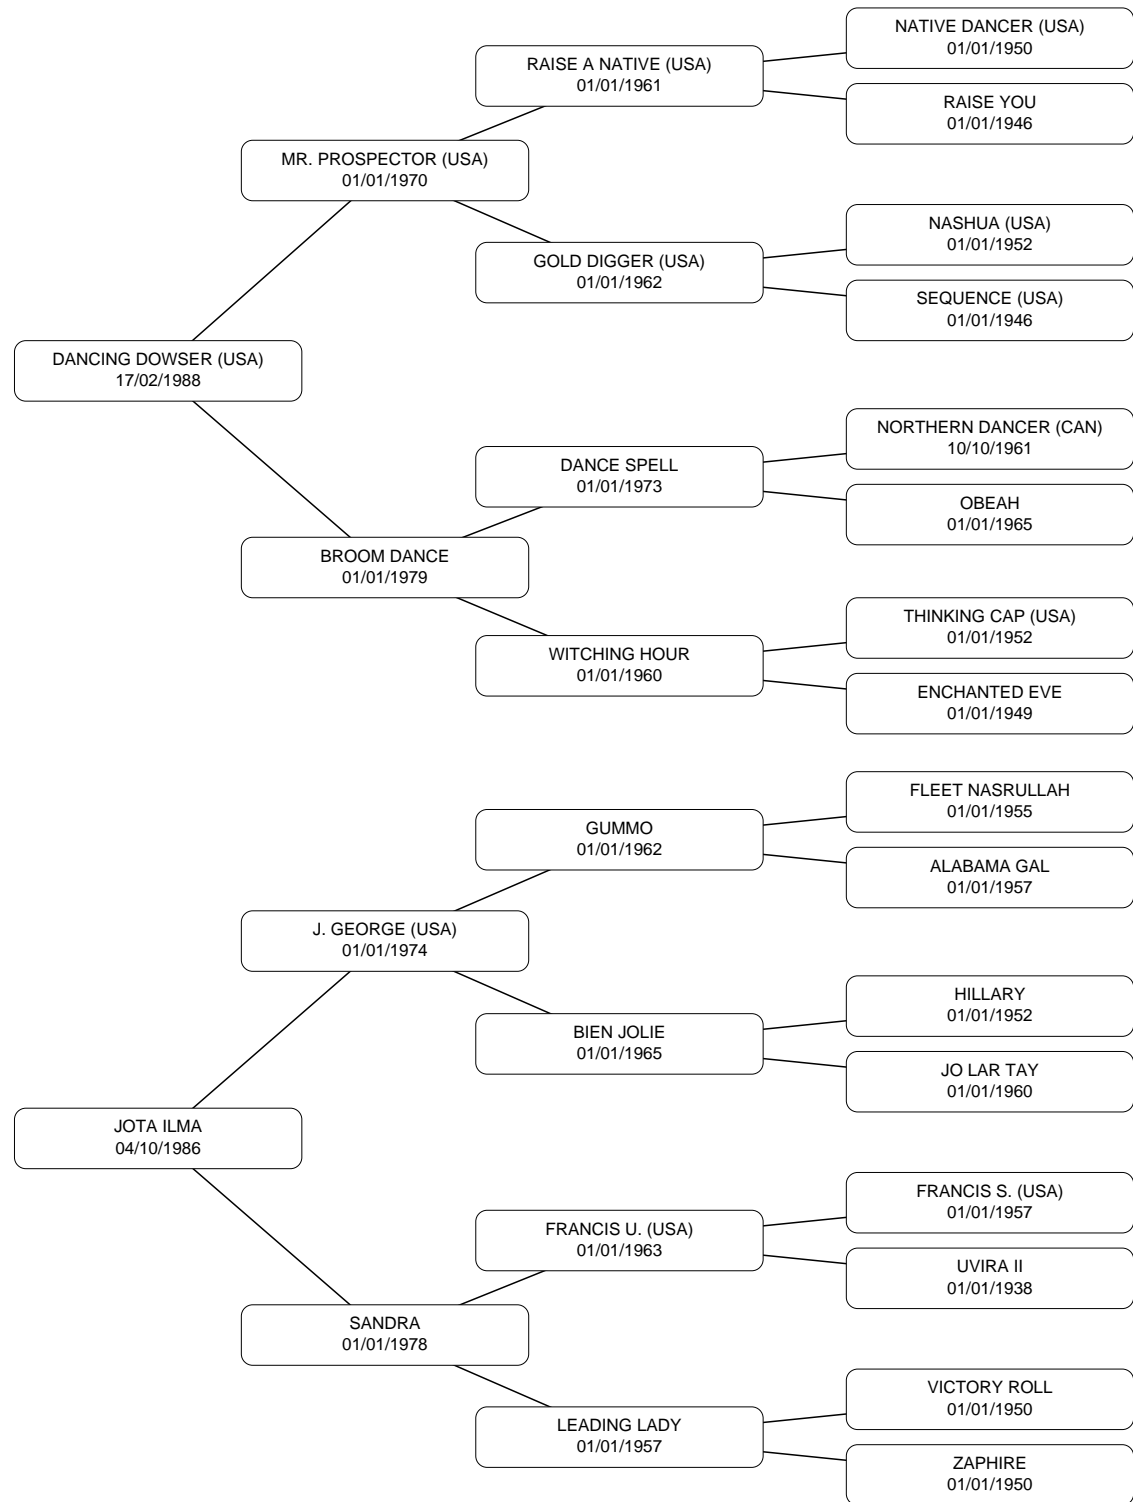 NATIVE DANCER (USA)
01/01/1950
RAISE A NATIVE (USA)
01/01/1961
RAISE YOU
01/01/1946
MR. PROSPECTOR (USA)
01/01/1970
NASHUA (USA)
01/01/1952
GOLD DIGGER (USA)
01/01/1962
SEQUENCE (USA)
01/01/1946
DANCING DOWSER (USA)
17/02/1988
NORTHERN DANCER (CAN)
10/10/1961
DANCE SPELL
01/01/1973
OBEAH
01/01/1965
BROOM DANCE
01/01/1979
THINKING CAP (USA)
01/01/1952
WITCHING HOUR
01/01/1960
ENCHANTED EVE
01/01/1949
FLEET NASRULLAH
01/01/1955
GUMMO
01/01/1962
ALABAMA GAL
01/01/1957
J. GEORGE (USA)
01/01/1974
HILLARY
01/01/1952
BIEN JOLIE
01/01/1965
JO LAR TAY
01/01/1960
JOTA ILMA
04/10/1986
FRANCIS S. (USA)
01/01/1957
FRANCIS U. (USA)
01/01/1963
UVIRA II
01/01/1938
SANDRA
01/01/1978
VICTORY ROLL
01/01/1950
LEADING LADY
01/01/1957
ZAPHIRE
01/01/1950